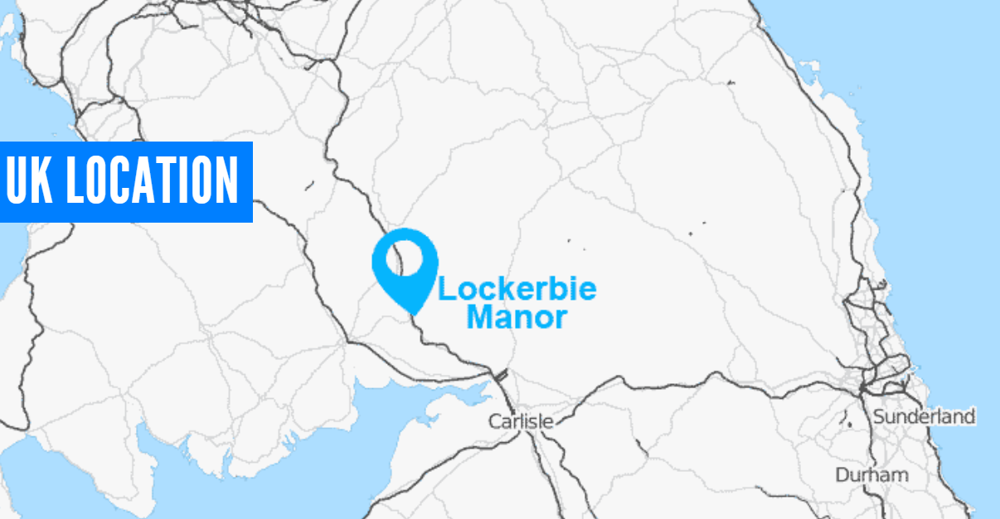 UK LOCATION
Lockerbie
Manor
Carlisle
Sunderland
Durham